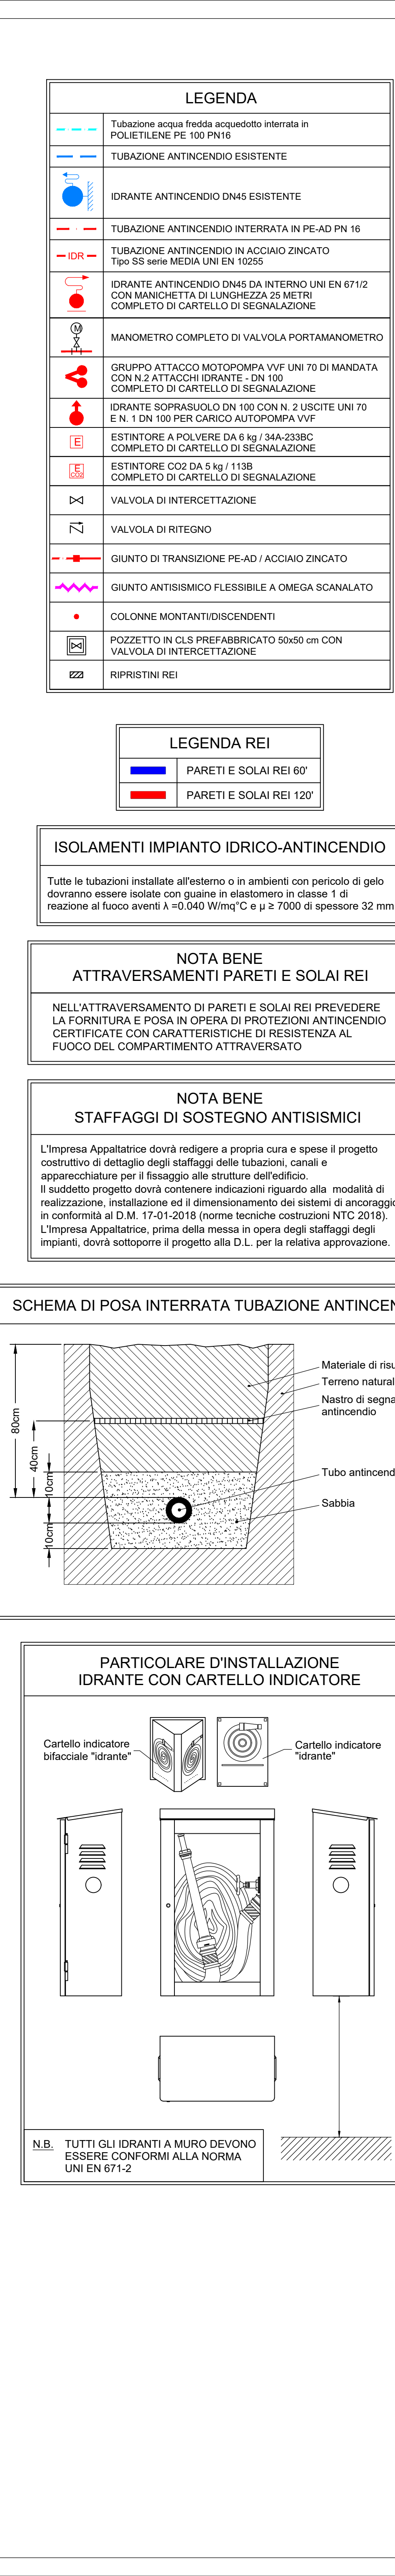 LEGENDA
Tubazione acqua fredda acquedotto interrata in
POLIETILENE PE 100 PN16
TUBAZIONE ANTINCENDIO ESISTENTE
IDRANTE ANTINCENDIO DN45 ESISTENTE
TUBAZIONE ANTINCENDIO INTERRATA IN PE-AD PN 16
IDR
TUBAZIONE ANTINCENDIO IN ACCIAIO ZINCATO
Tipo SS serie MEDIA UNI EN 10255
IDRANTE ANTINCENDIO DN45 DA INTERNO UNI EN 671/2
CON MANICHETTA DI LUNGHEZZA 25 METRI
COMPLETO DI CARTELLO DI SEGNALAZIONE
M
MANOMETRO COMPLETO DI VALVOLA PORTAMANOMETRO
GRUPPO ATTACCO MOTOPOMPA VVF UNI 70 DI MANDATA
CON N.2 ATTACCHI IDRANTE - DN 100
COMPLETO DI CARTELLO DI SEGNALAZIONE
IDRANTE SOPRASUOLO DN 100 CON N. 2 USCITE UNI 70
E N. 1 DN 100 PER CARICO AUTOPOMPA VVF
E
ESTINTORE A POLVERE DA 6 kg / 34A-233BC
COMPLETO DI CARTELLO DI SEGNALAZIONE
E
CO2
ESTINTORE CO2 DA 5 kg / 113B
COMPLETO DI CARTELLO DI SEGNALAZIONE
VALVOLA DI INTERCETTAZIONE
VALVOLA DI RITEGNO
GIUNTO DI TRANSIZIONE PE-AD / ACCIAIO ZINCATO
GIUNTO ANTISISMICO FLESSIBILE A OMEGA SCANALATO
COLONNE MONTANTI/DISCENDENTI
POZZETTO IN CLS PREFABBRICATO 50x50 cm CON
VALVOLA DI INTERCETTAZIONE
RIPRISTINI REI
LEGENDA REI
PARETI E SOLAI REI 60'
PARETI E SOLAI REI 120'
ISOLAMENTI IMPIANTO IDRICO-ANTINCENDIO
Tutte le tubazioni installate all'esterno o in ambienti con pericolo di gelo
dovranno essere isolate con guaine in elastomero in classe 1 di
reazione al fuoco aventi λ =0.040 W/mq°C e μ ≥ 7000 di spessore 32 mm
NOTA BENE
ATTRAVERSAMENTI PARETI E SOLAI REI
NELL'ATTRAVERSAMENTO DI PARETI E SOLAI REI PREVEDERE
LA FORNITURA E POSA IN OPERA DI PROTEZIONI ANTINCENDIO
CERTIFICATE CON CARATTERISTICHE DI RESISTENZA AL
FUOCO DEL COMPARTIMENTO ATTRAVERSATO
NOTA BENE
STAFFAGGI DI SOSTEGNO ANTISISMICI
L'Impresa Appaltatrice dovrà redigere a propria cura e spese il progetto
costruttivo di dettaglio degli staffaggi delle tubazioni, canali e
apparecchiature per il fissaggio alle strutture dell'edificio.
Il suddetto progetto dovrà contenere indicazioni riguardo alla modalità di
realizzazione, installazione ed il dimensionamento dei sistemi di ancoraggio
in conformità al D.M. 17-01-2018 (norme tecniche costruzioni NTC 2018).
L'Impresa Appaltatrice, prima della messa in opera degli staffaggi degli
impianti, dovrà sottoporre il progetto alla D.L. per la relativa approvazione.
SCHEMA DI POSA INTERRATA TUBAZIONE ANTINCEN
Materiale di risu
Terreno natural
Nastro di segna
antincendio
Tubo antincend
Sabbia
80cm
40cm
10cm
10cm
PARTICOLARE D'INSTALLAZIONE
IDRANTE CON CARTELLO INDICATORE
Cartello indicatore
bifacciale "idrante"
Cartello indicatore
"idrante"
N.B. TUTTI GLI IDRANTI A MURO DEVONO
ESSERE CONFORMI ALLA NORMA
UNI EN 671-2